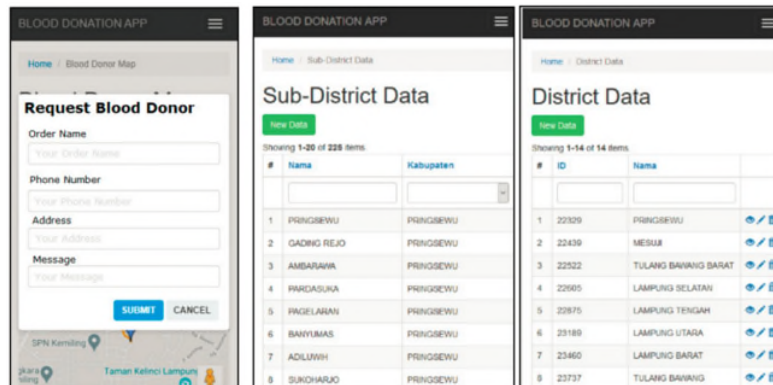 BLOOD DONATION APP
Home / Blood Donor Map
Request Blood Donor
Order Name
Your Order Name
Phone Number
Your Phone Number
Address
Your Address
Message
Your Message
SUBMIT CANCEL
SPN Kemiling
Taman Kelinci Lampung
BLOOD DONATION APP
Home / Sub-District Data
Sub-District Data
New Data
Showing 1-20 of 225 items.
# Nama Kabupaten
1 PRINGSEWU PRINGSEWU
2 GADING REJO PRINGSEWU
3 AMBARAWA PRINGSEWU
4 PARDASUKA PRINGSEWU
5 PAGELARAN PRINGSEWU
6 BANYUMAS PRINGSEWU
7 ADILUWIH PRINGSEWU
8 SUKOHARJO PRINGSEWU
BLOOD DONATION APP
Home / District Data
District Data
New Data
Showing 1-14 of 14 items.
# ID Nama
1 22329 PRINGSEWU
2 22439 MESUJI
3 22522 TULANG BAWANG BARAT
4 22605 LAMPUNG SELATAN
5 22875 LAMPUNG TENGAH
6 23189 LAMPUNG UTARA
7 23460 LAMPUNG BARAT
8 23737 TULANG BAWANG